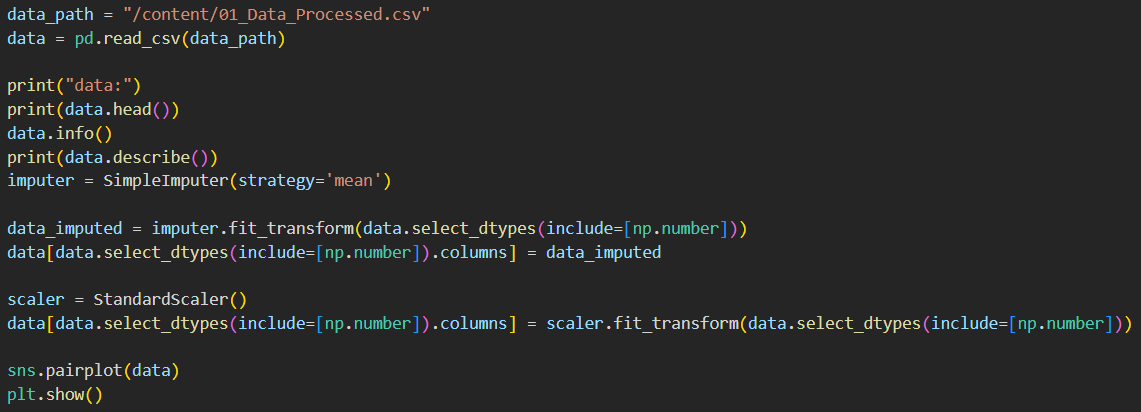 data_path = "/content/01_Data_Processed.csv"
data = pd.read_csv(data_path)
print("data:")
print(data.head())
data.info()
print(data.describe())
imputer = SimpleImputer(strategy='mean')
data_imputed = imputer.fit_transform(data.select_dtypes(include=[np.number]))
data[data.select_dtypes(include=[np.number]).columns] = data_imputed
scaler = StandardScaler()
data[data.select_dtypes(include=[np.number]).columns] = scaler.fit_transform(data.select_dtypes(include=[np.number]))
sns.pairplot(data)
plt.show()